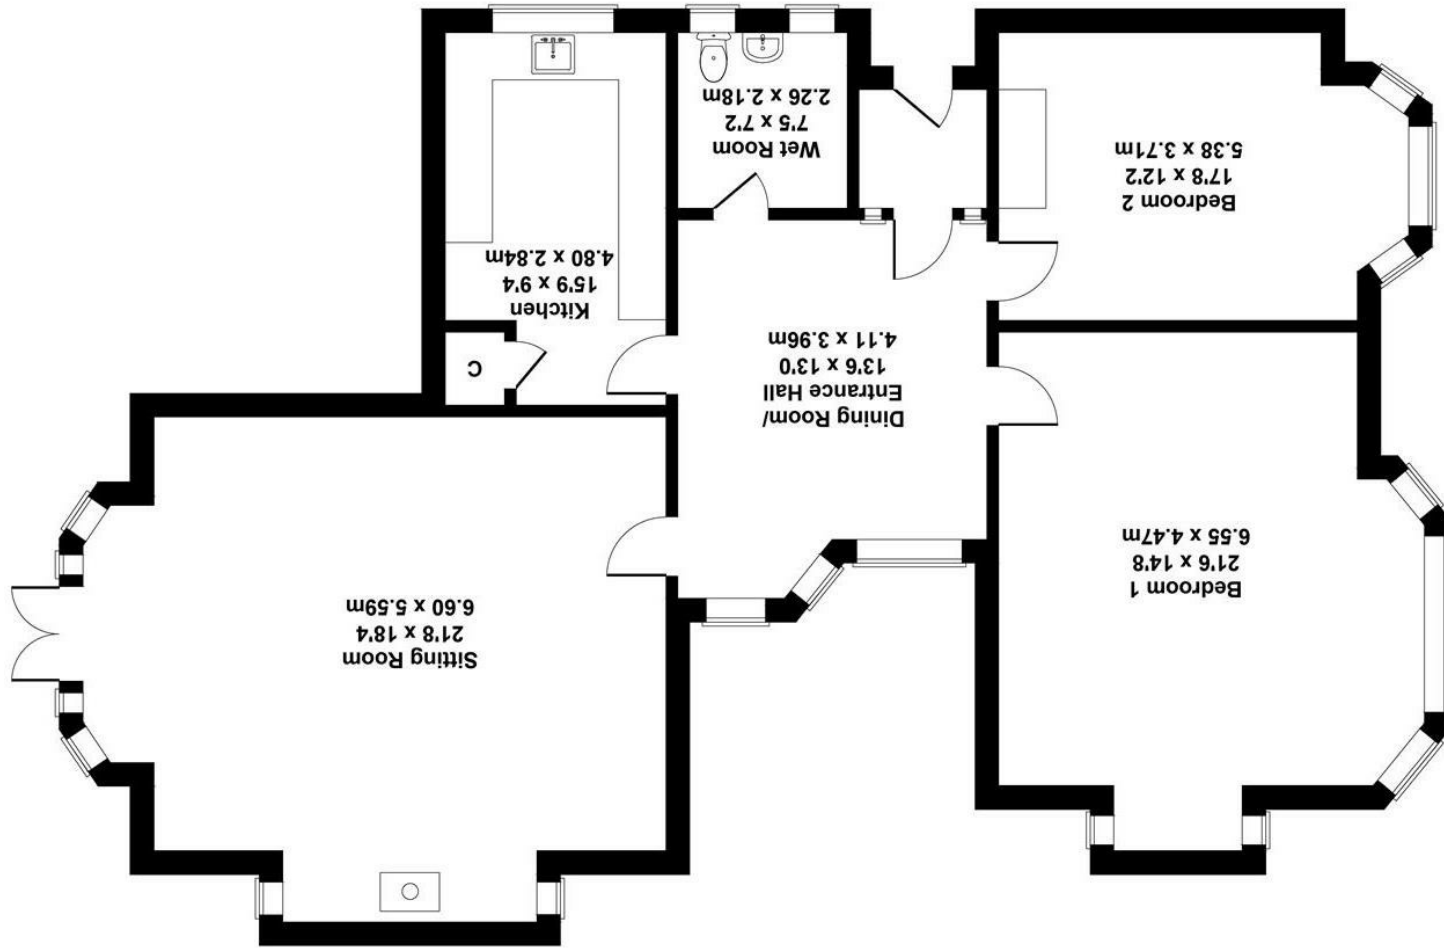 Sitting Room
21'8 x 18'4
6.60 x 5.59m
Bedroom 1
21'6 x 14'8
6.55 x 4.47m
Dining Room/
Entrance Hall
13'6 x 13'0
4.11 x 3.96m
C
Kitchen
15'9 x 9'4
4.80 x 2.84m
Bedroom 2
17'8 x 12'2
5.38 x 3.71m
Wet Room
7'5 x 7'2
2.26 x 2.18m